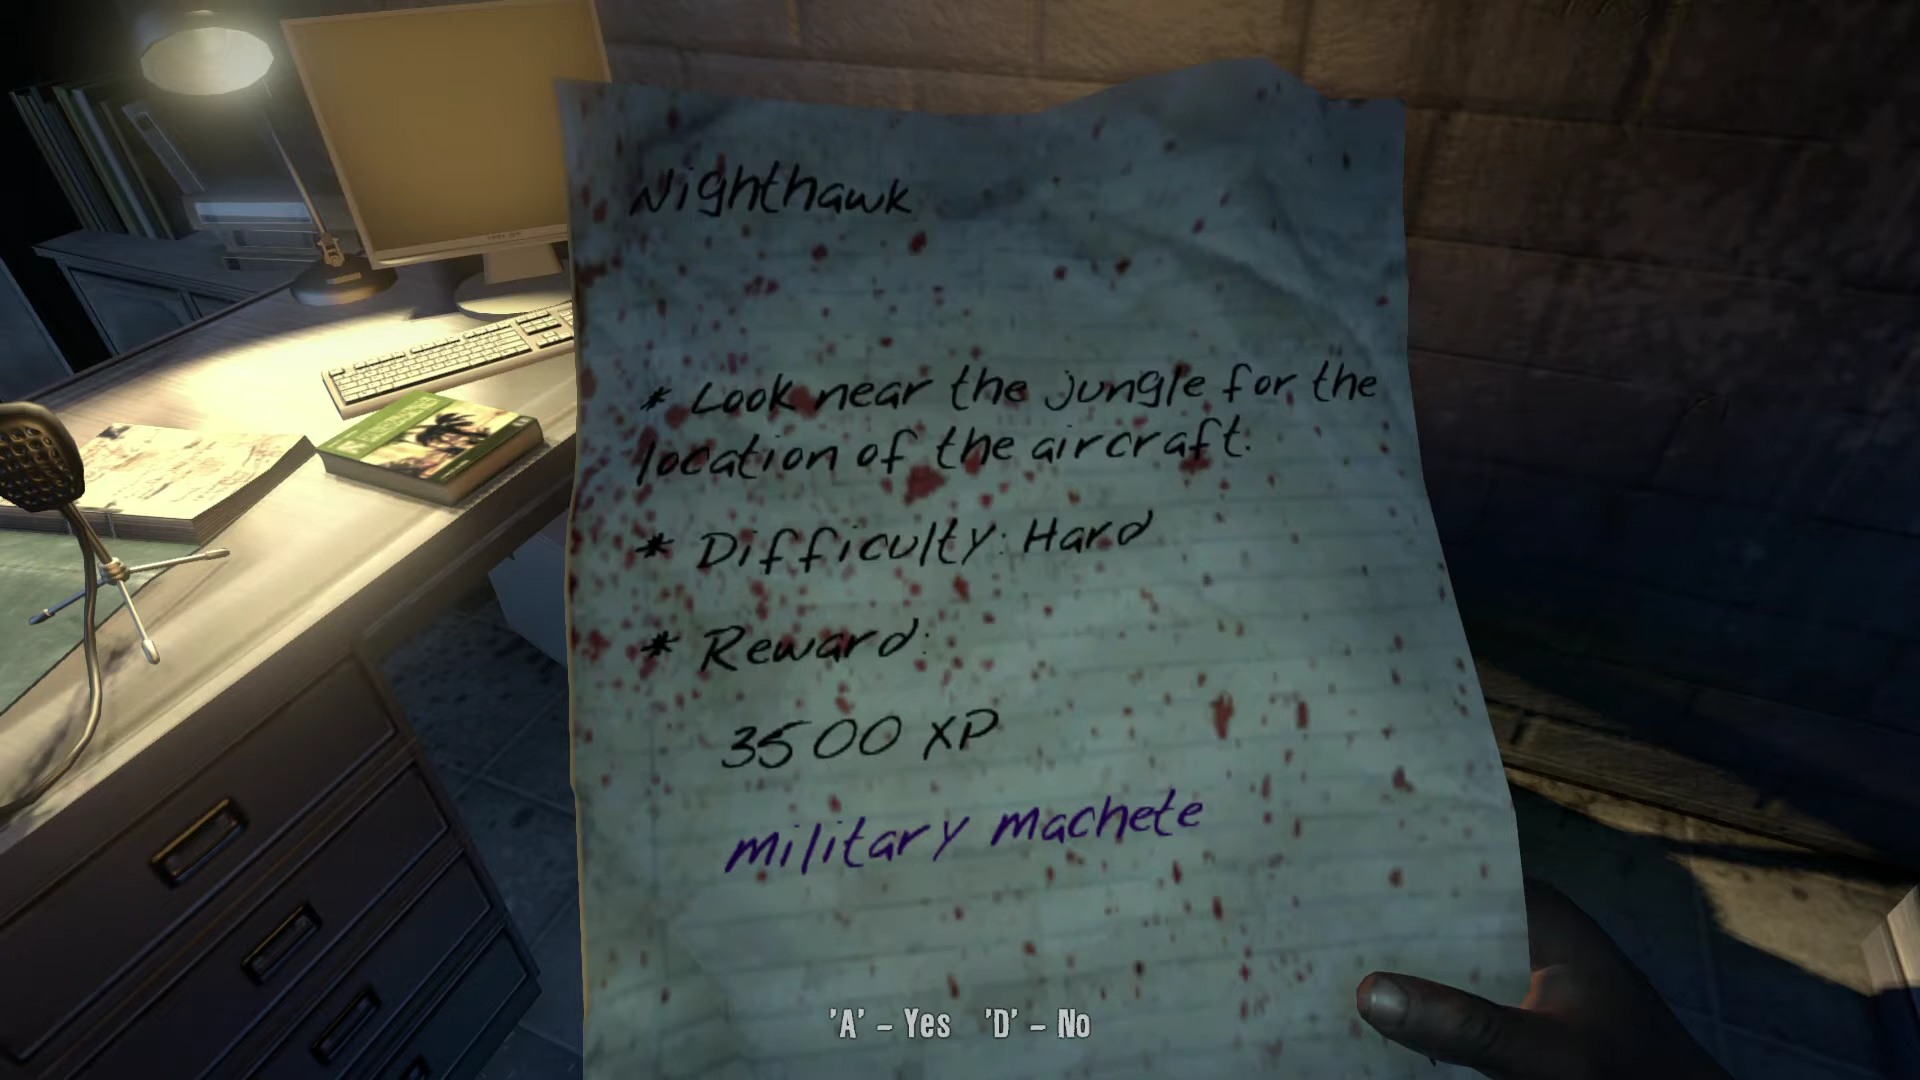 Nighthawk
* Look near the jungle for the
location of the aircraft.
* Difficulty: Hard
* Reward:
3500 XP
military machete
'A' – Yes 'D' – No